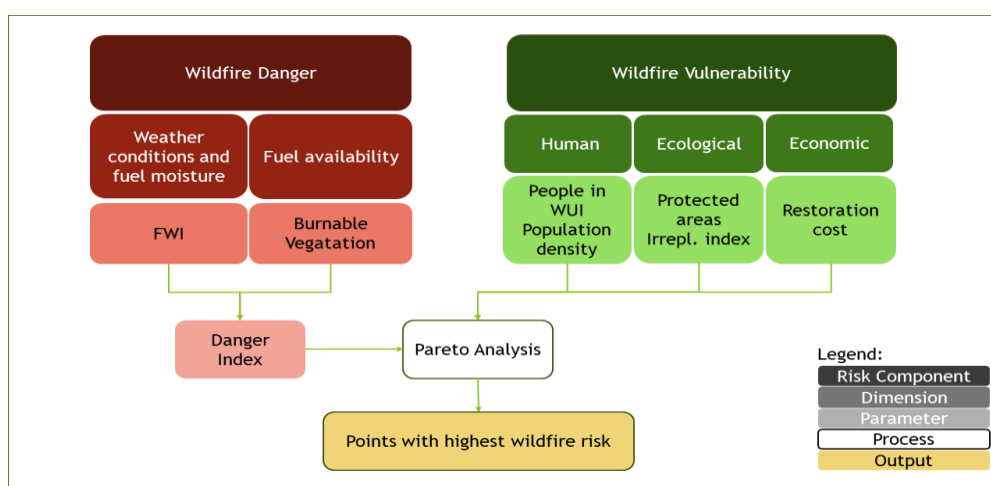 Wildfire Danger
Wildfire Vulnerability
Weather
conditions and
fuel moisture
Fuel availability
Human
Ecological
Economic
FWI
Burnable
Vegatation
People in
WUI
Population
density
Protected
areas
Irrepl. index
Restoration
cost
Danger
Index
Pareto Analysis
Points with highest wildfire risk
Legend:
Risk Component
Dimension
Parameter
Process
Output